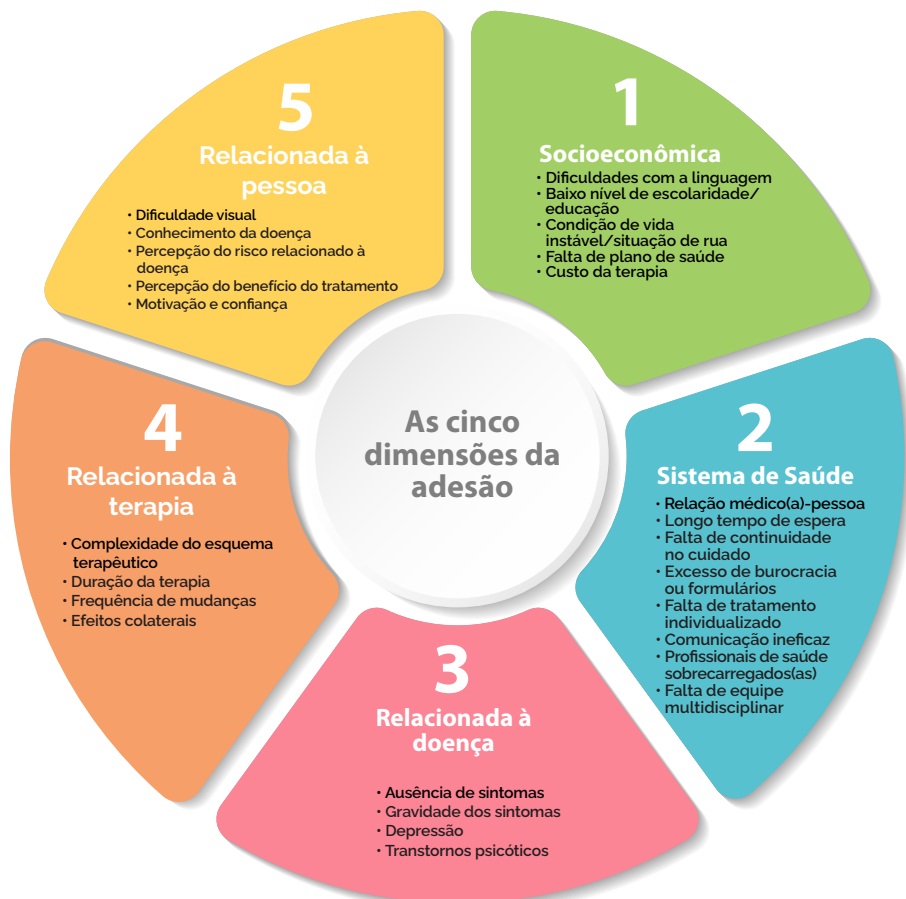 As cinco
dimensões da
adesão
1
Socioeconômica
• Dificuldades com a linguagem
• Baixo nível de escolaridade/
educação
• Condição de vida
instável/situação de rua
• Falta de plano de saúde
• Custo da terapia
2
Sistema de Saúde
• Relação médico(a)-pessoa
• Longo tempo de espera
• Falta de continuidade
no cuidado
• Excesso de burocracia
ou formulários
• Falta de tratamento
individualizado
• Comunicação ineficaz
• Profissionais de saúde
sobrecarregados(as)
• Falta de equipe
multidisciplinar
3
Relacionada à
doença
• Ausência de sintomas
• Gravidade dos sintomas
• Depressão
• Transtornos psicóticos
4
Relacionada à
terapia
• Complexidade do esquema
terapêutico
• Duração da terapia
• Frequência de mudanças
• Efeitos colaterais
5
Relacionada à
pessoa
• Dificuldade visual
• Conhecimento da doença
• Percepção do risco relacionado à
doença
• Percepção do benefício do tratamento
• Motivação e confiança